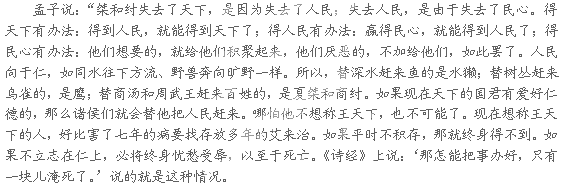 孟子说：“桀和纣失去了天下，是因为失去了人民；失去人民，是由于失去了民心。得
天下有办法：得到人民，就能得到天下了；得人民有办法：赢得民心，就能得到人民了；得
民心有办法：他们想要的，就给他们积聚起来，他们厌恶的，不加给他们，如此罢了。人民
向于仁，如同水往下方流、野兽奔向旷野一样。所以，替深水赶来鱼的是水獭；替树丛赶来
鸟雀的，是鹰；替商汤和周武王赶来百姓的，是夏桀和商纣。如果现在天下的国君有爱好仁
德的，那么诸侯们就会替他把人民赶来。哪怕他不想称王天下，也不可能了。现在想称王天
下的人，好比害了七年的病要找存放多年的艾来治。如果平时不积存，那就终身得不到。如
果不立志在仁上，必将终身忧愁受辱，以至于死亡。《诗经》上说：‘那怎能把事办好，只有
一块儿淹死了。’说的就是这种情况。